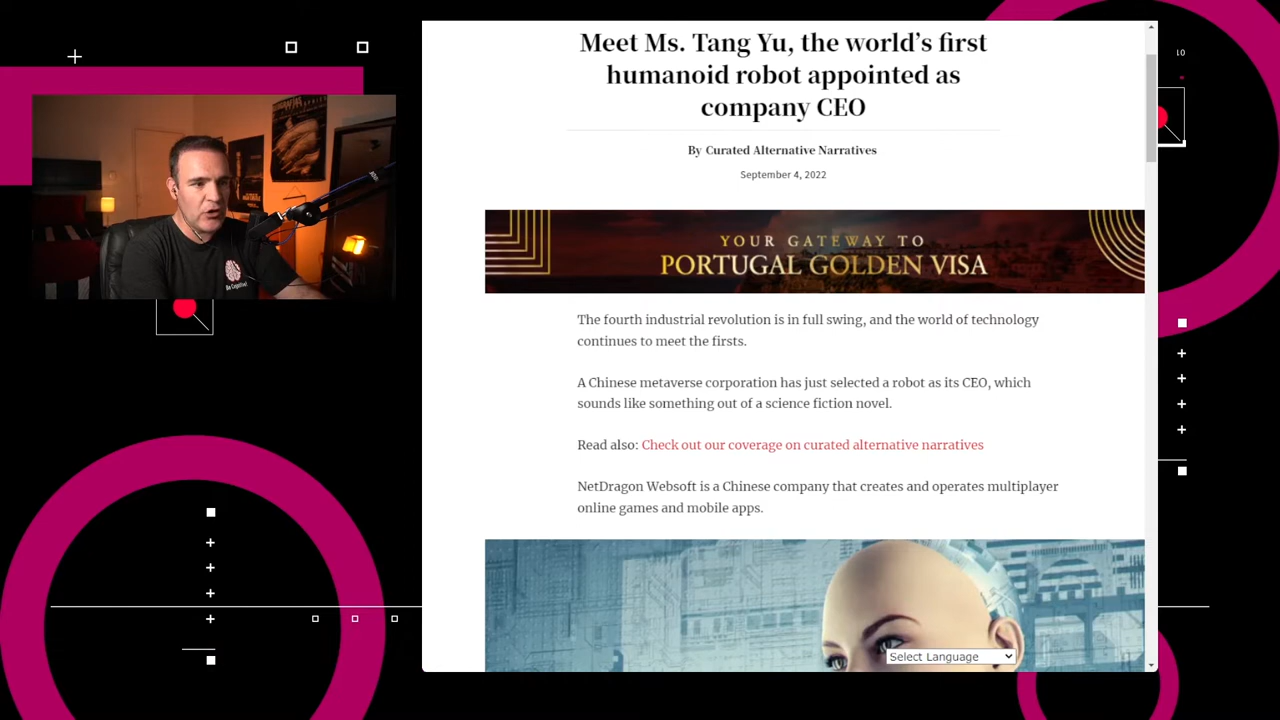 Meet Ms. Tang Yu, the world’s first
humanoid robot appointed as
company CEO
By Curated Alternative Narratives
September 4, 2022
YOUR GATEWAY TO
PORTUGAL GOLDEN VISA
The fourth industrial revolution is in full swing, and the world of technology
continues to meet the firsts.
A Chinese metaverse corporation has just selected a robot as its CEO, which
sounds like something out of a science fiction novel.
Read also: Check out our coverage on curated alternative narratives
NetDragon Websoft is a Chinese company that creates and operates multiplayer
online games and mobile apps.
Select Language